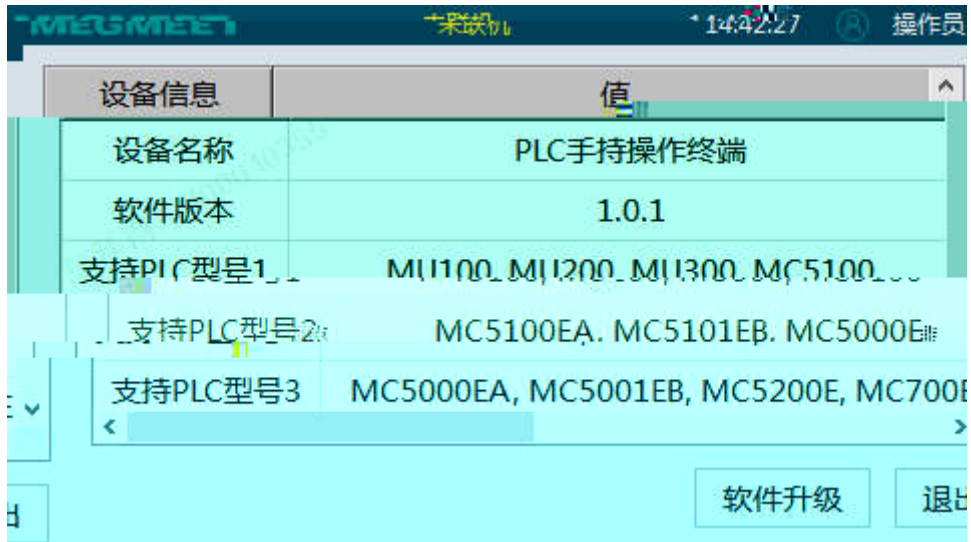 MEGMEET 未联机 14:42:27 操作员
设备信息 值
设备名称 PLC手持操作终端
软件版本 1.0.1
支持PLC型号1 MU100, MU200, MU300, MC5100,
支持PLC型号2 MC5100EA, MC5101EB, MC5000E
支持PLC型号3 MC5000EA, MC5001EB, MC5200E, MC700E
软件升级 退出
出